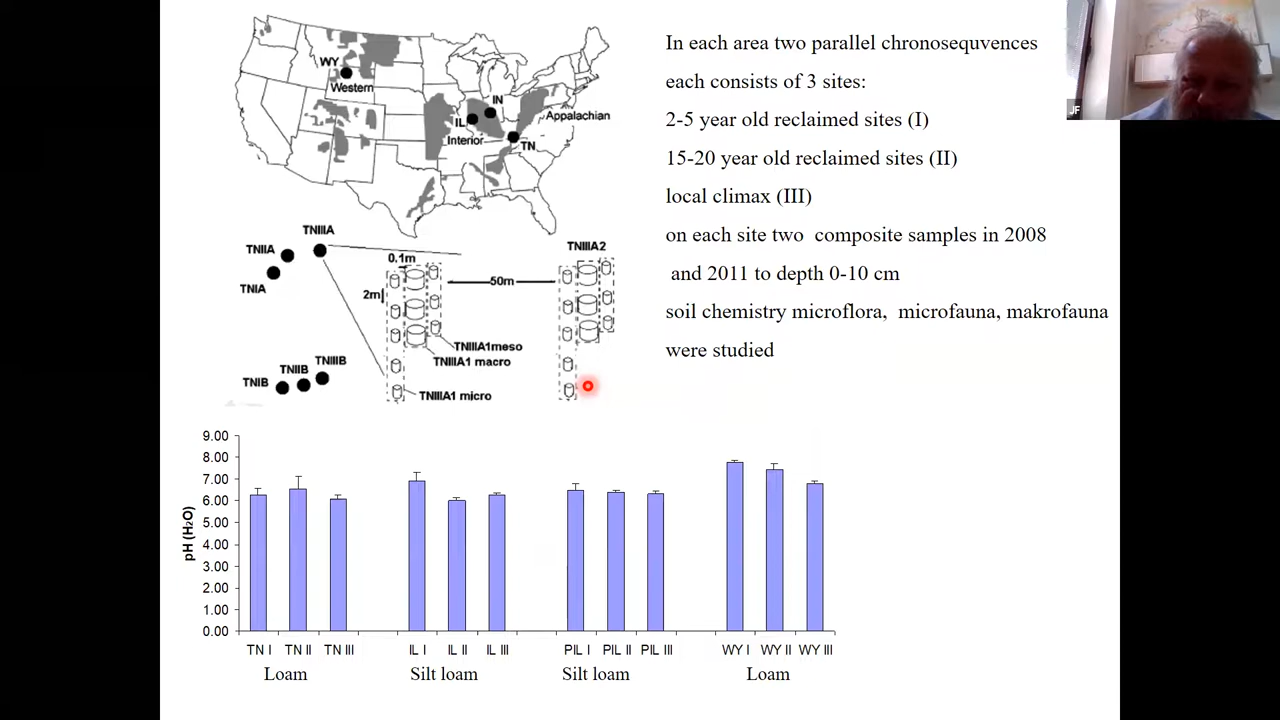 In each area two parallel chronosequvences
each consists of 3 sites:
2-5 year old reclaimed sites (I)
15-20 year old reclaimed sites (II)
local climax (III)
on each site two composite samples in 2008
and 2011 to depth 0-10 cm
soil chemistry microflora, microfauna, makrofauna
were studied
JF
WY
Western
IN
IL
Interior
Appalachian
TN
TNIIIA
TNIIA
TNIA
0.1m
2m
50m
TNIIIA2
TNIIIA1meso
TNIIIA1 macro
TNIIIA1 micro
TNIIIB
TNIIB
TNIB
pH (H₂O)
9.00
8.00
7.00
6.00
5.00
4.00
3.00
2.00
1.00
0.00
TN I TN II TN III IL I IL II IL III PIL I PIL II PIL III WY I WY II WY III
Loam Silt loam Silt loam Loam